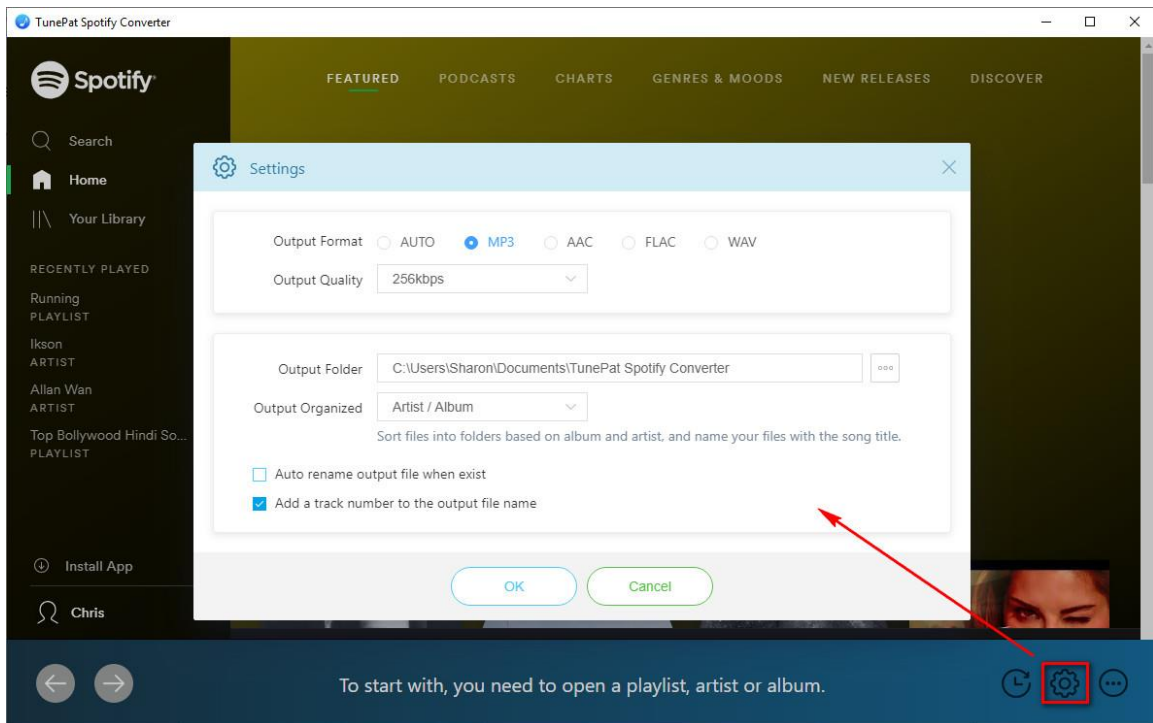 TunePat Spotify Converter
Spotify
FEATURED PODCASTS CHARTS GENRES & MOODS NEW RELEASES DISCOVER
Search
Home
Your Library
RECENTLY PLAYED
Running
PLAYLIST
Ikson
ARTIST
Allan Wan
ARTIST
Top Bollywood Hindi So...
PLAYLIST
Install App
Chris
Settings
Output Format AUTO MP3 AAC FLAC WAV
Output Quality 256kbps
Output Folder C:\Users\Sharon\Documents\TunePat Spotify Converter
Output Organized Artist / Album
Sort files into folders based on album and artist, and name your files with the song title.
Auto rename output file when exist
Add a track number to the output file name
OK Cancel
To start with, you need to open a playlist, artist or album.